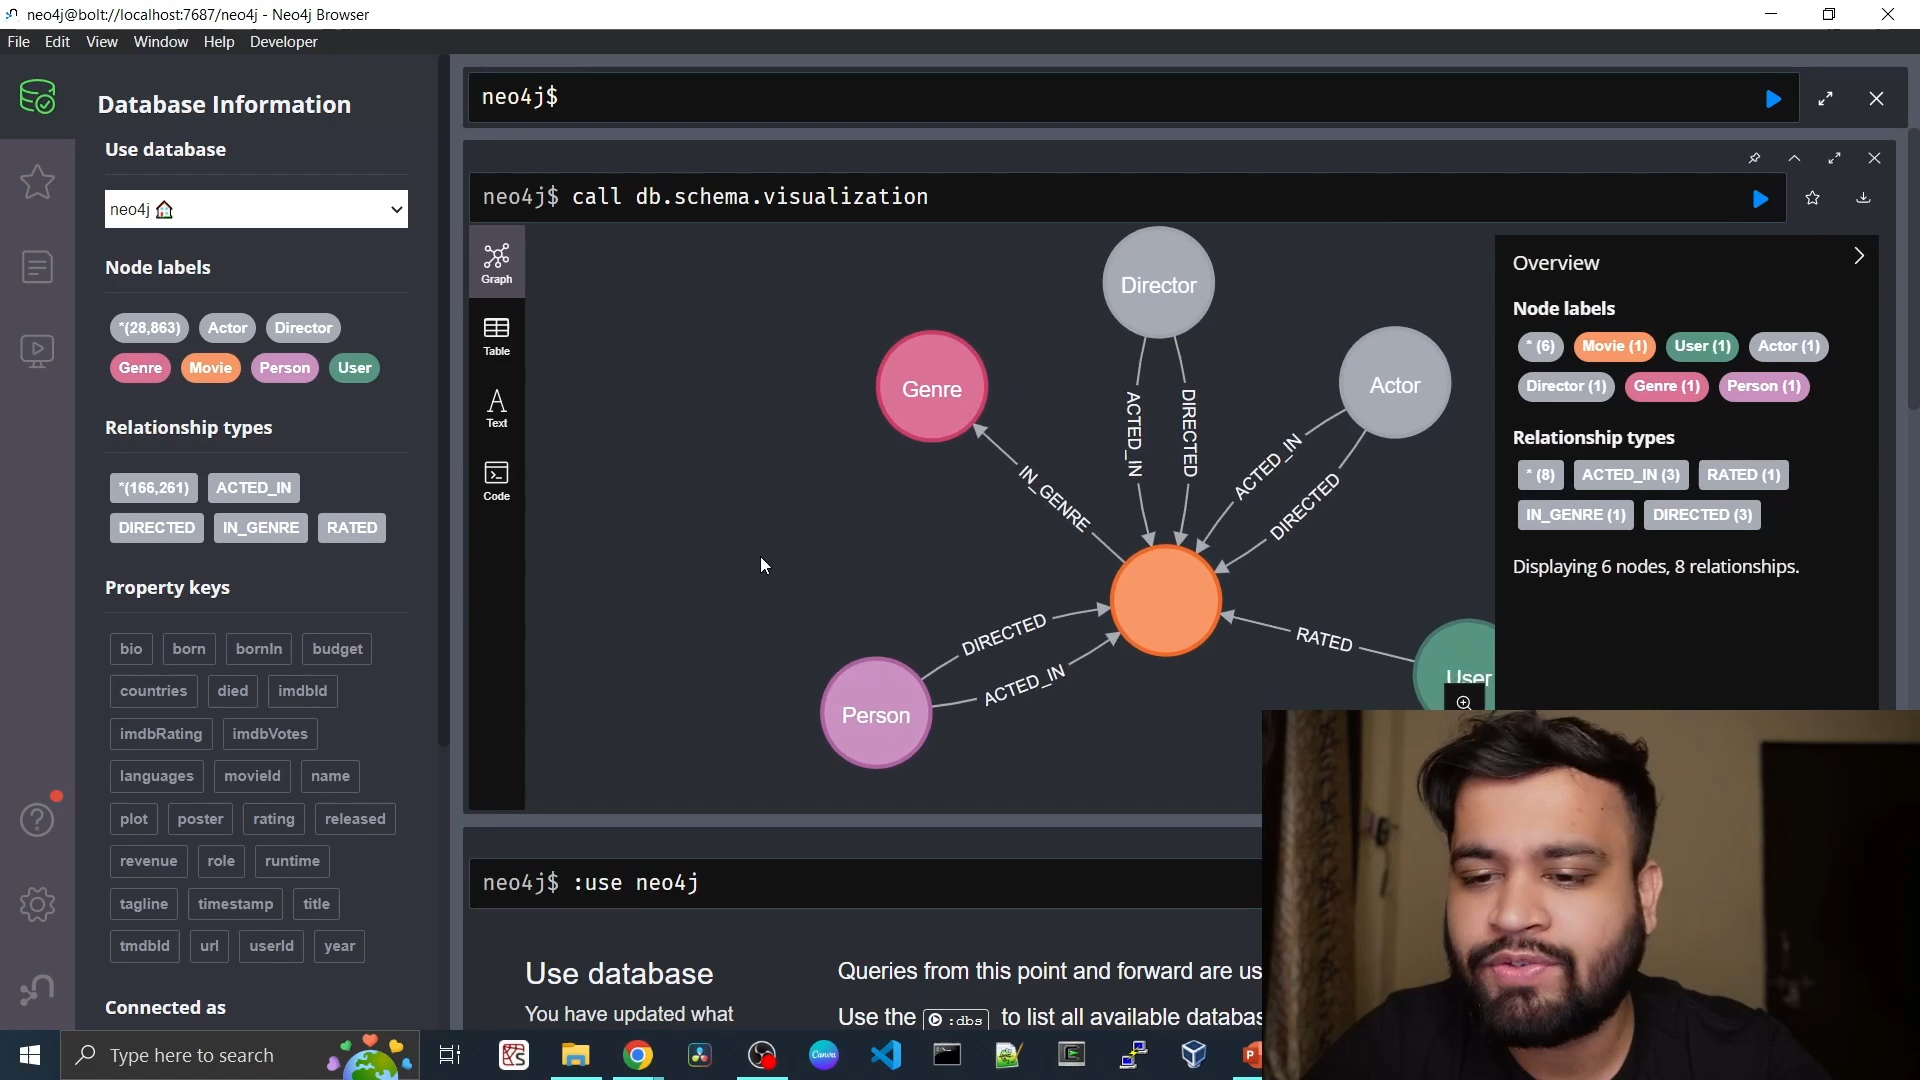 neo4j@bolt://localhost:7687/neo4j - Neo4j Browser
File Edit View Window Help Developer
Database Information
Use database
neo4j
Node labels
*(28,863) Actor Director
Genre Movie Person User
Relationship types
*(166,261) ACTED_IN
DIRECTED IN_GENRE RATED
Property keys
bio born bornIn budget
countries died imdbId
imdbRating imdbVotes
languages movieId name
plot poster rating released
revenue role runtime
tagline timestamp title
tmdbId url userId year
Connected as
neo4j$
neo4j$ call db.schema.visualization
Graph
Table
Text
Code
Director
Genre
Actor
ACTED_IN
DIRECTED
ACTED_IN
DIRECTED
IN_GENRE
DIRECTED
ACTED_IN
RATED
Person
User
Overview
Node labels
* (6) Movie (1) User (1) Actor (1)
Director (1) Genre (1) Person (1)
Relationship types
* (8) ACTED_IN (3) RATED (1)
IN_GENRE (1) DIRECTED (3)
Displaying 6 nodes, 8 relationships.
neo4j$ :use neo4j
Use database
You have updated what
Queries from this point and forward are us
Use the :dbs to list all available databas
Type here to search
Canva